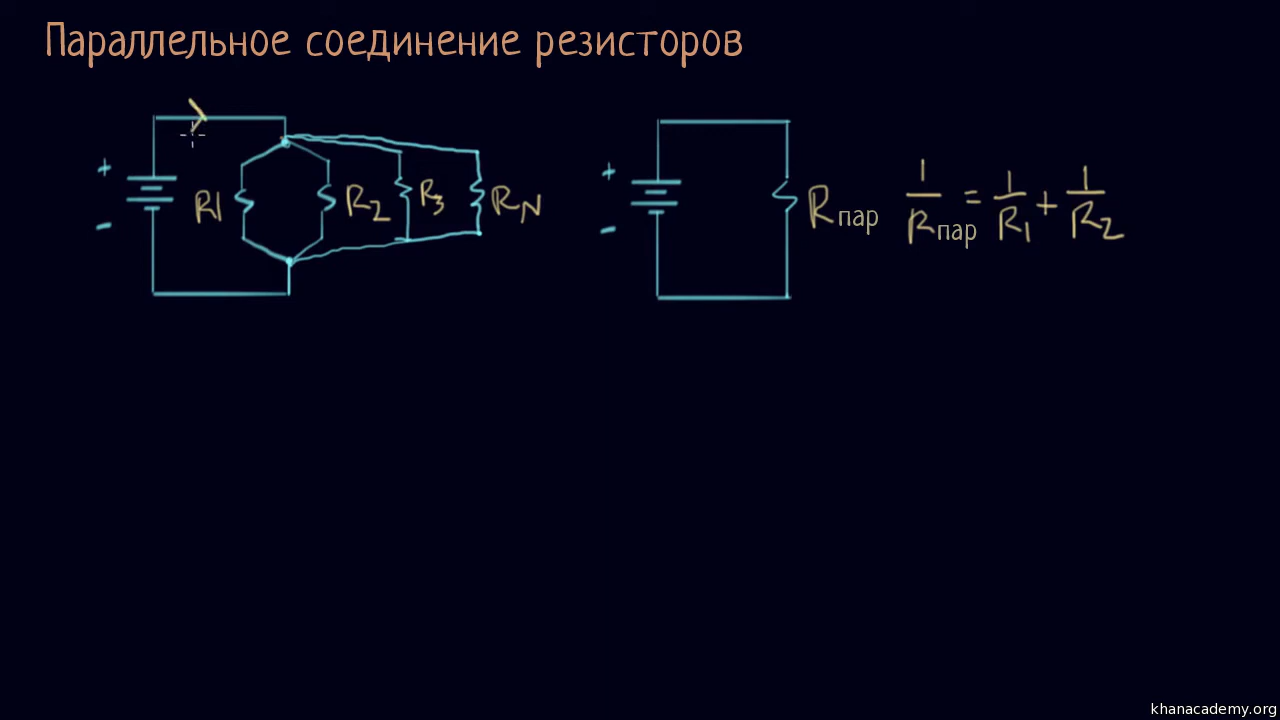 Параллельное соединение резисторов
+
-
R1 R2 R3 RN
+
-
Rпар
1/Rпар = 1/R1 + 1/R2
khanacademy.org